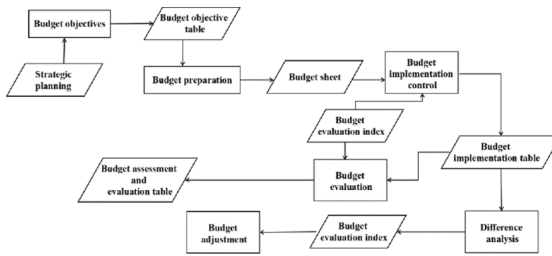 Budget objectives
Budget objective
table
Strategic
planning
Budget preparation
Budget sheet
Budget
implementation
control
Budget
evaluation index
Budget
implementation table
Budget assessment
and
evaluation table
Budget
evaluation
Budget
adjustment
Budget
evaluation index
Difference
analysis